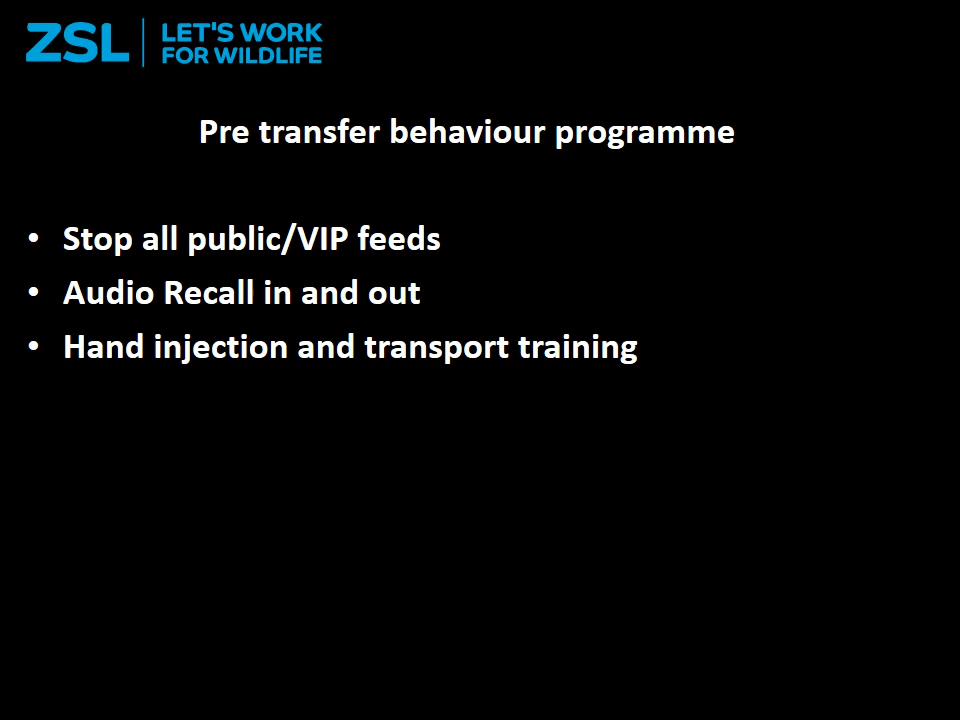 ZSL
LET'S WORK
FOR WILDLIFE
Pre transfer behaviour programme
• Stop all public/VIP feeds
• Audio Recall in and out
• Hand injection and transport training